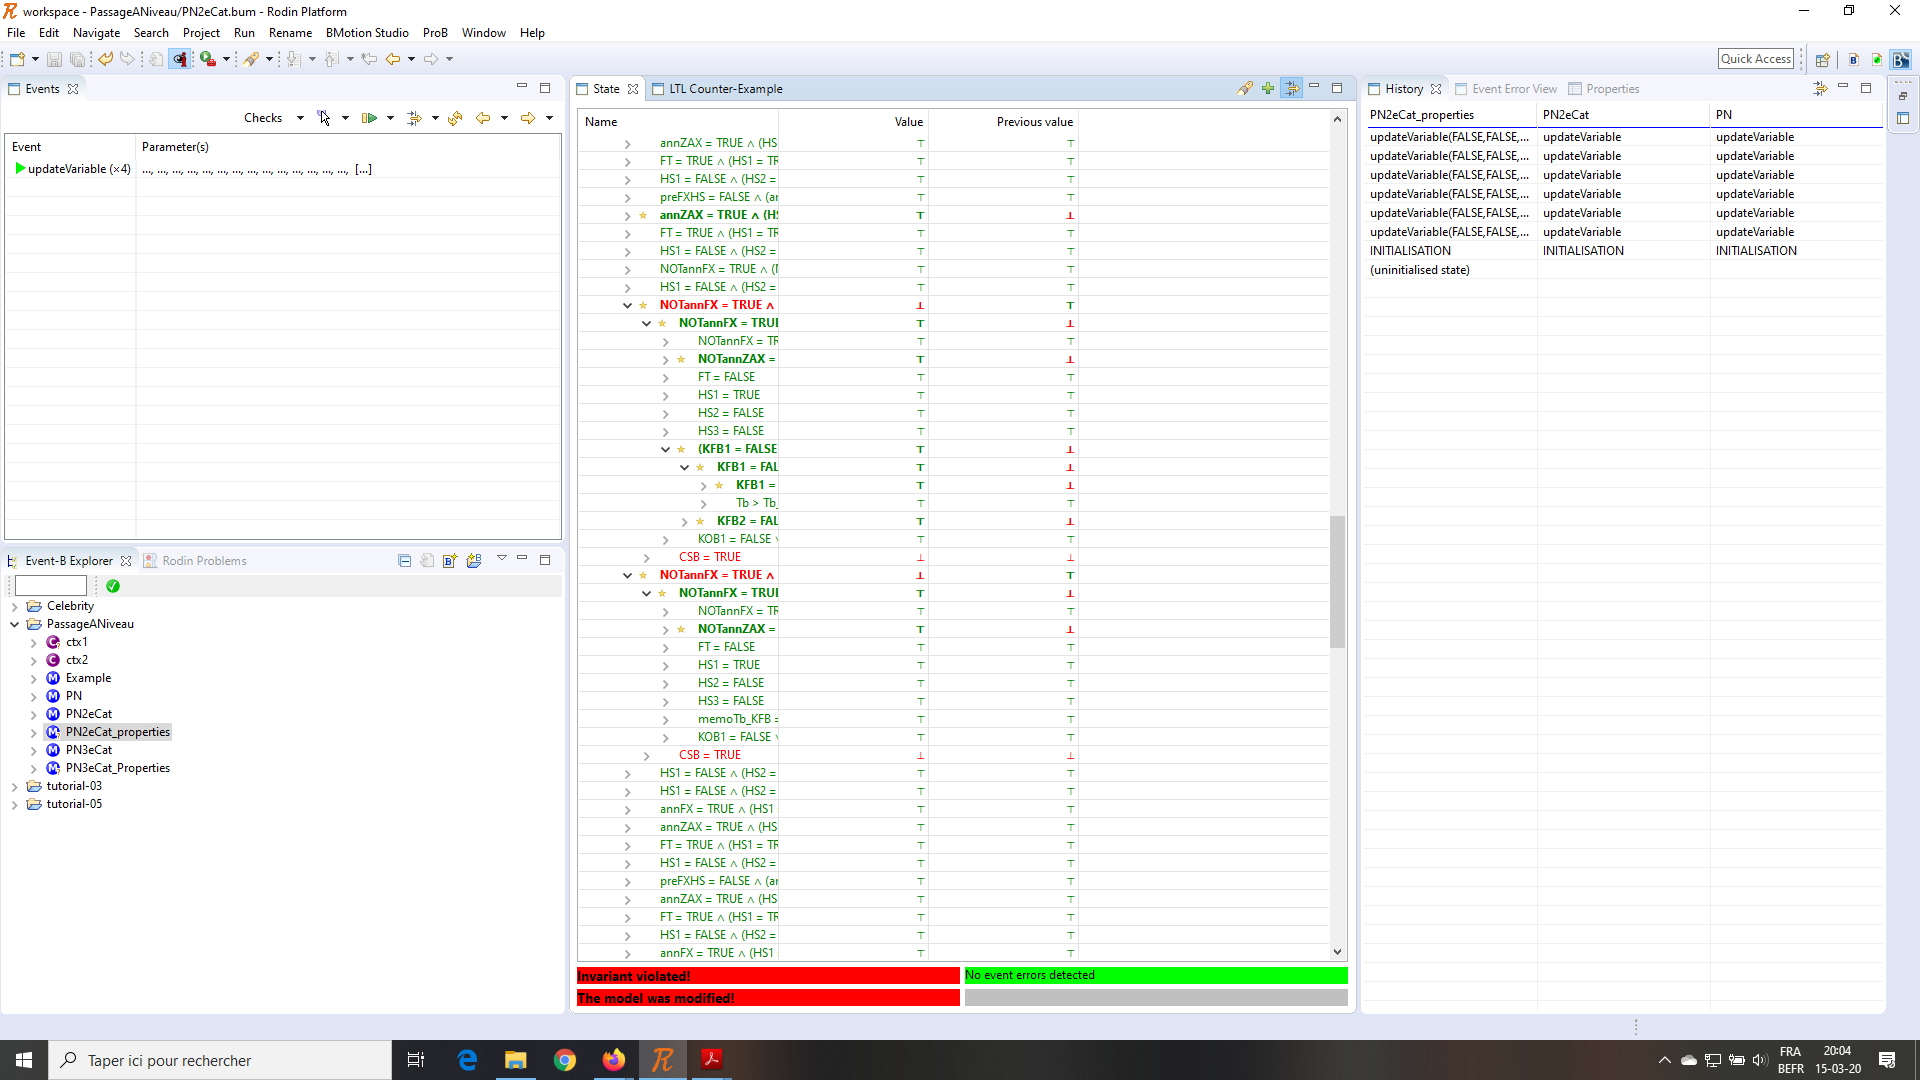 workspace - PassageANiveau/PN2eCat.bum - Rodin Platform
File Edit Navigate Search Project Run Rename BMotion Studio ProB Window Help
Quick Access
Events
Checks
Event Parameter(s)
updateVariable (×4) ..., ..., ..., ..., ..., ..., ..., ..., ..., ..., ..., ..., ..., ..., [...]
Event-B Explorer Rodin Problems
Celebrity
PassageANiveau
ctx1
ctx2
Example
PN
PN2eCat
PN2eCat_properties
PN3eCat
PN3eCat_Properties
tutorial-03
tutorial-05
State LTL Counter-Example
Name Value Previous value
annZAX = TRUE ∧ (HS ⊤ ⊤
FT = TRUE ∧ (HS1 = TR ⊤ ⊤
HS1 = FALSE ∧ (HS2 = ⊤ ⊤
preFXHS = FALSE ∧ (ar ⊤ ⊤
annZAX = TRUE ∧ (HS ⊤ ⊥
FT = TRUE ∧ (HS1 = TR ⊤ ⊤
HS1 = FALSE ∧ (HS2 = ⊤ ⊤
NOTannFX = TRUE ∧ (N ⊤ ⊤
HS1 = FALSE ∧ (HS2 = ⊤ ⊤
NOTannFX = TRUE ∧ ⊥ ⊤
NOTannFX = TRUE ⊤ ⊥
NOTannFX = TR ⊤ ⊤
NOTannZAX = ⊤ ⊥
FT = FALSE ⊤ ⊤
HS1 = TRUE ⊤ ⊤
HS2 = FALSE ⊤ ⊤
HS3 = FALSE ⊤ ⊤
(KFB1 = FALSE ⊤ ⊥
KFB1 = FAL ⊤ ⊥
KFB1 = ⊤ ⊥
Tb > Tb_ ⊤ ⊤
KFB2 = FAL ⊤ ⊥
KOB1 = FALSE ∨ ⊤ ⊤
CSB = TRUE ⊥ ⊥
NOTannFX = TRUE ∧ ⊥ ⊤
NOTannFX = TRUE ⊤ ⊥
NOTannFX = TR ⊤ ⊤
NOTannZAX = ⊤ ⊥
FT = FALSE ⊤ ⊤
HS1 = TRUE ⊤ ⊤
HS2 = FALSE ⊤ ⊤
HS3 = FALSE ⊤ ⊤
memoTb_KFB = ⊤ ⊤
KOB1 = FALSE ∨ ⊤ ⊤
CSB = TRUE ⊥ ⊥
HS1 = FALSE ∧ (HS2 = ⊤ ⊤
HS1 = FALSE ∧ (HS2 = ⊤ ⊤
annFX = TRUE ∧ (HS1 ⊤ ⊤
annZAX = TRUE ∧ (HS ⊤ ⊤
FT = TRUE ∧ (HS1 = TR ⊤ ⊤
HS1 = FALSE ∧ (HS2 = ⊤ ⊤
preFXHS = FALSE ∧ (ar ⊤ ⊤
annZAX = TRUE ∧ (HS ⊤ ⊤
FT = TRUE ∧ (HS1 = TR ⊤ ⊤
HS1 = FALSE ∧ (HS2 = ⊤ ⊤
annFX = TRUE ∧ (HS1 ⊤ ⊤
Invariant violated! No event errors detected
The model was modified!
History Event Error View Properties
PN2eCat_properties PN2eCat PN
updateVariable(FALSE,FALSE,... updateVariable updateVariable
updateVariable(FALSE,FALSE,... updateVariable updateVariable
updateVariable(FALSE,FALSE,... updateVariable updateVariable
updateVariable(FALSE,FALSE,... updateVariable updateVariable
updateVariable(FALSE,FALSE,... updateVariable updateVariable
updateVariable(FALSE,FALSE,... updateVariable updateVariable
INITIALISATION INITIALISATION INITIALISATION
(uninitialised state)
Taper ici pour rechercher
FRA 20:04
BEFR 15-03-20